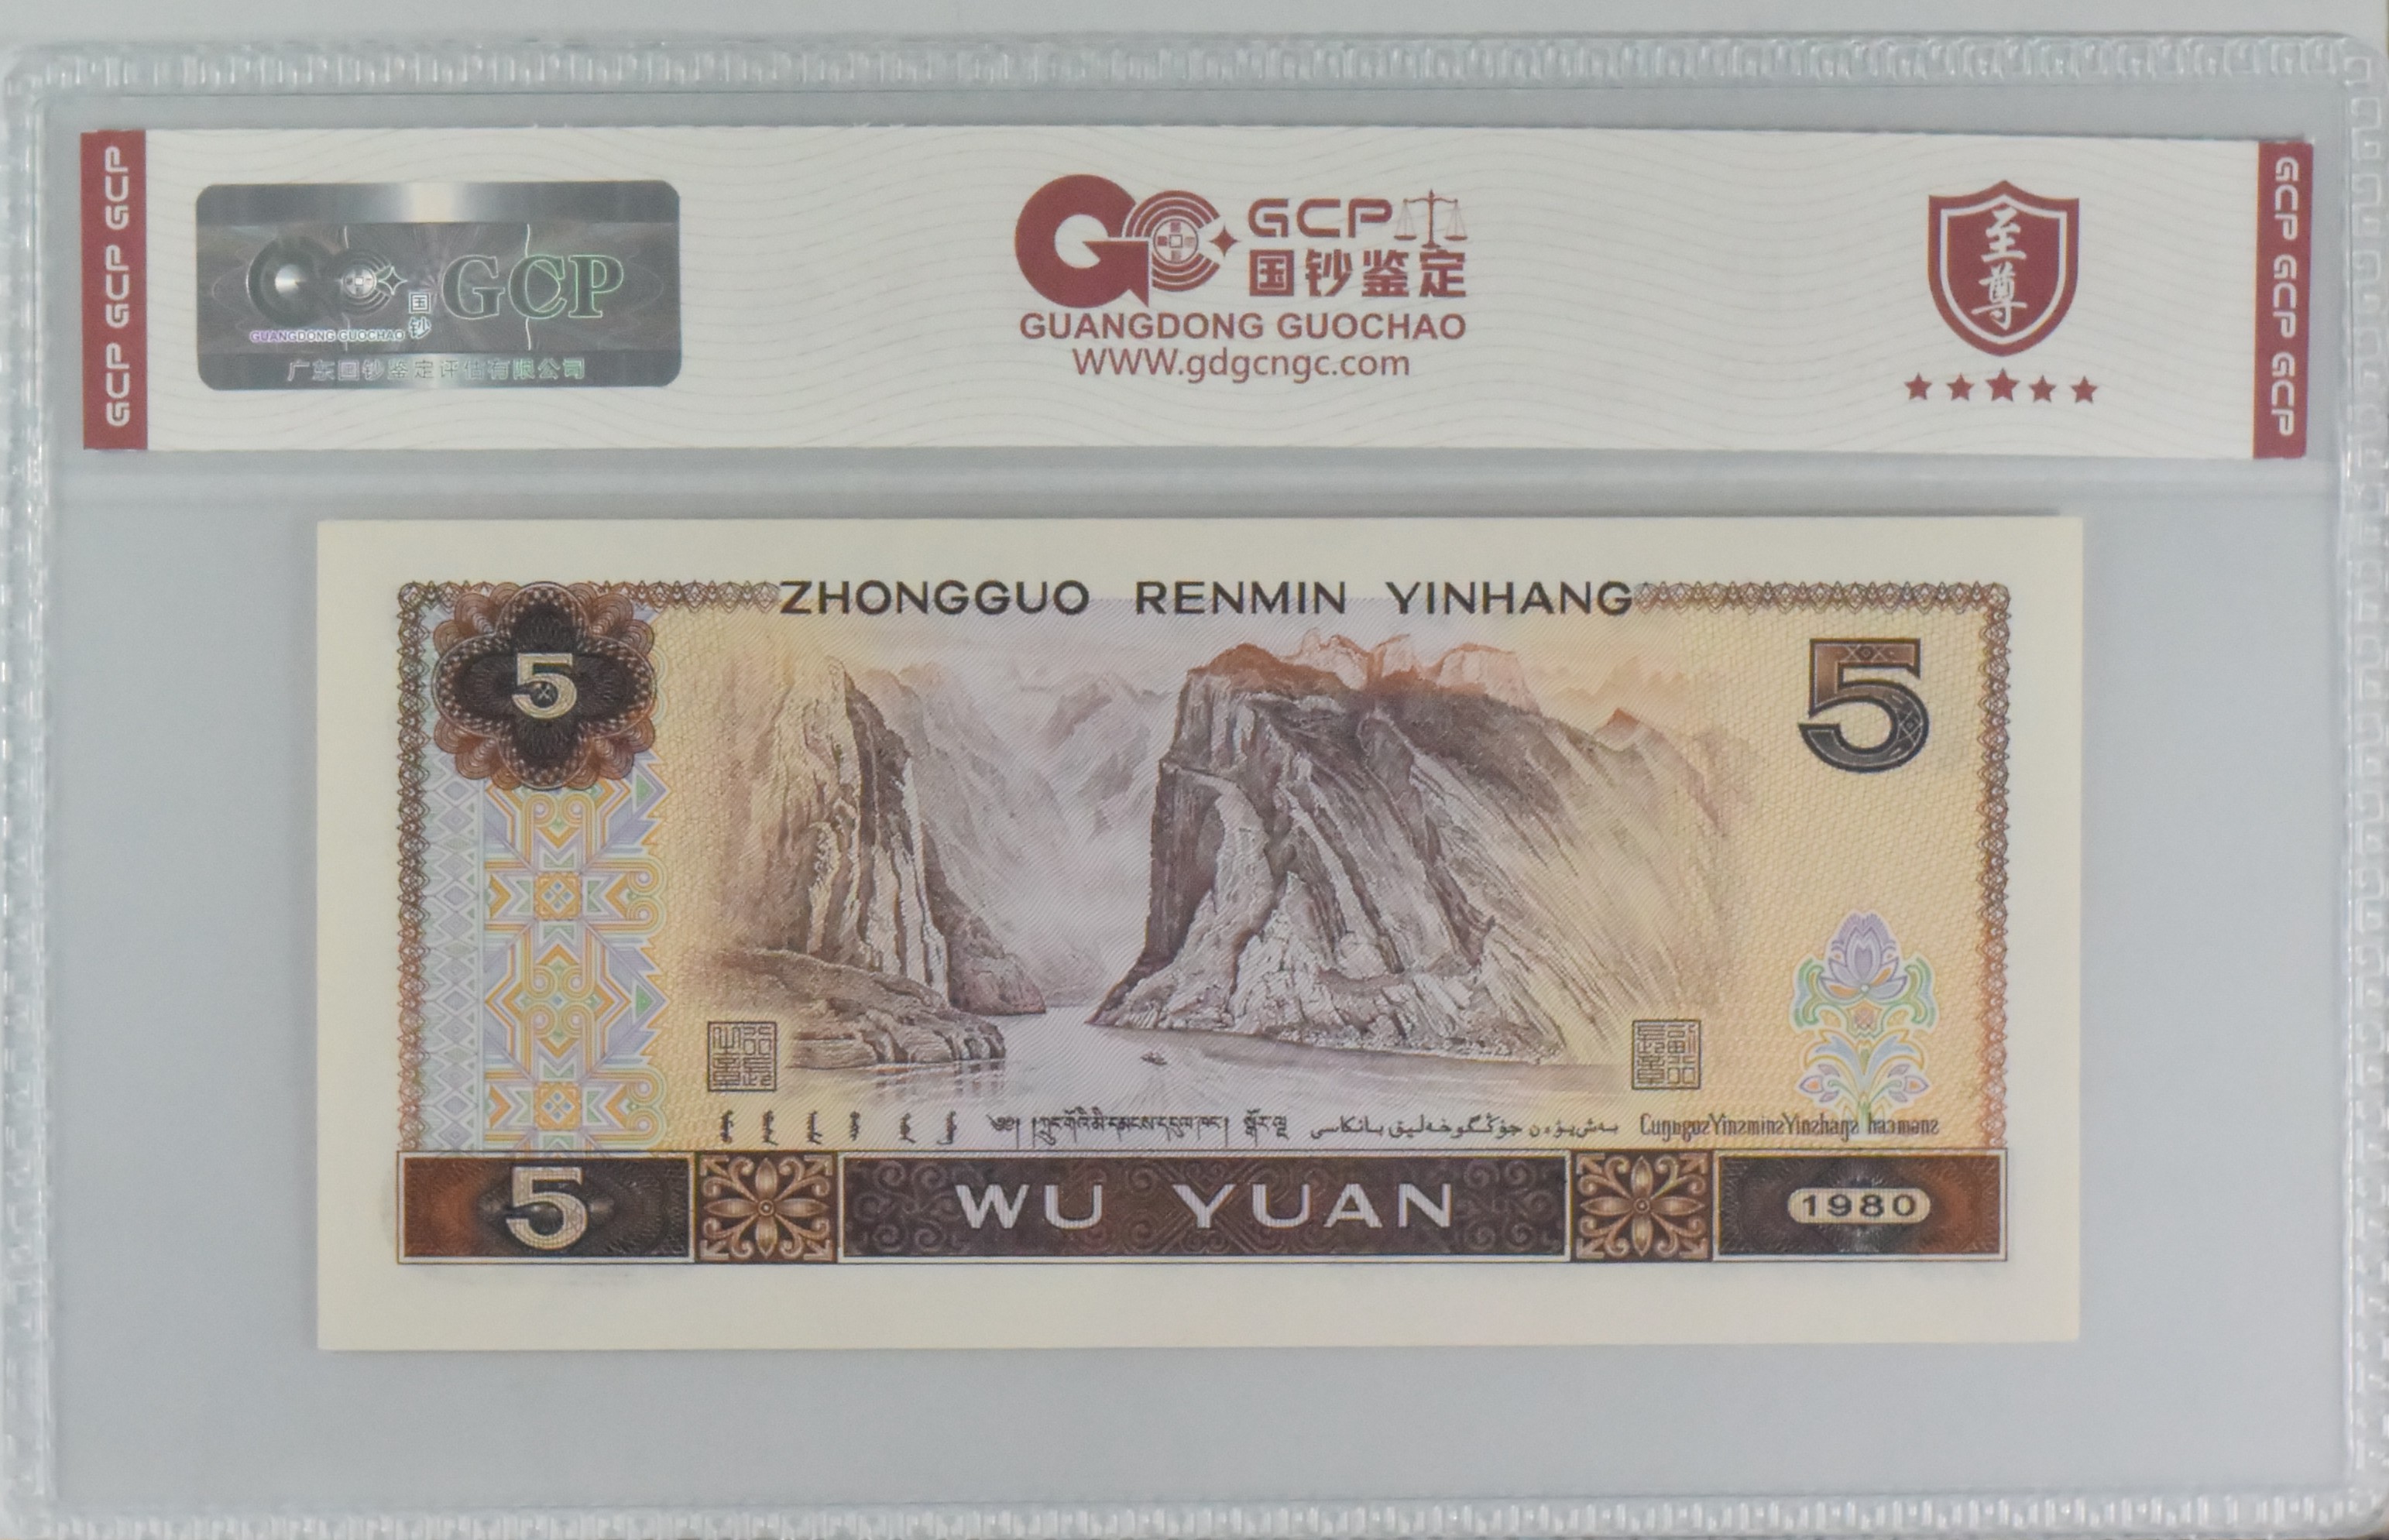 GCP GCP GCP
GCP
国钞
GUANGDONG GUOCHAO
广东国钞鉴定评估有限公司
GCP
国钞鉴定
GUANGDONG GUOCHAO
WWW.gdgcngc.com
至尊
GCP GCP GCP
ZHONGGUO RENMIN YINHANG
5
5
5
WU YUAN
1980